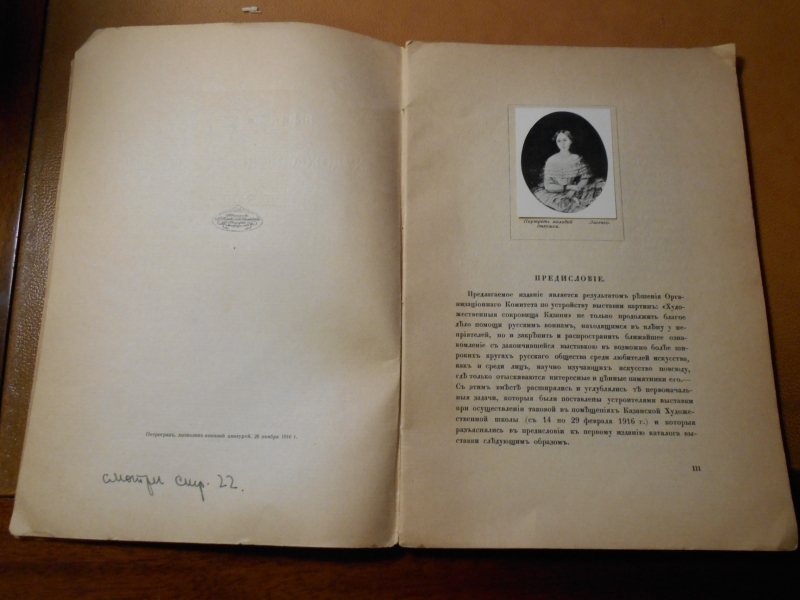 Петроградъ, дозволено военной цензурой, 28 ноября 1916 г.
смотри стр. 22.
Портретъ молодой
дѣвушки.
ПРЕДИСЛОВІЕ.
Предлагаемое изданіе является результатомъ рѣшенія Орга-
низаціоннаго Комитета по устройству выставки картинъ: «Худо-
жественныя сокровища Казани» не только продолжить благое
дѣло помощи русскимъ воинамъ, находящимся въ плѣну у не-
пріятелей, но и закрѣпить и распространить ближайшее озна-
комленіе съ закончившейся выставкою въ возможно болѣе ши-
рокихъ кругахъ русскаго общества среди любителей искусства,
какъ и среди лицъ, научно изучающихъ искусство повсюду,
гдѣ только отыскиваются интересные и цѣнные памятники его.—
Съ этимъ вмѣстѣ расширялись и углублялись тѣ первоначаль-
ныя задачи, которыя были поставлены устроителями выставки
при осуществленіи таковой въ помѣщеніяхъ Казанской Художе-
ственной школы (съ 14 по 29 февраля 1916 г.) и которыя
разъяснялись въ предисловіи къ первому изданію каталога вы-
ставки слѣдующимъ образомъ.
III